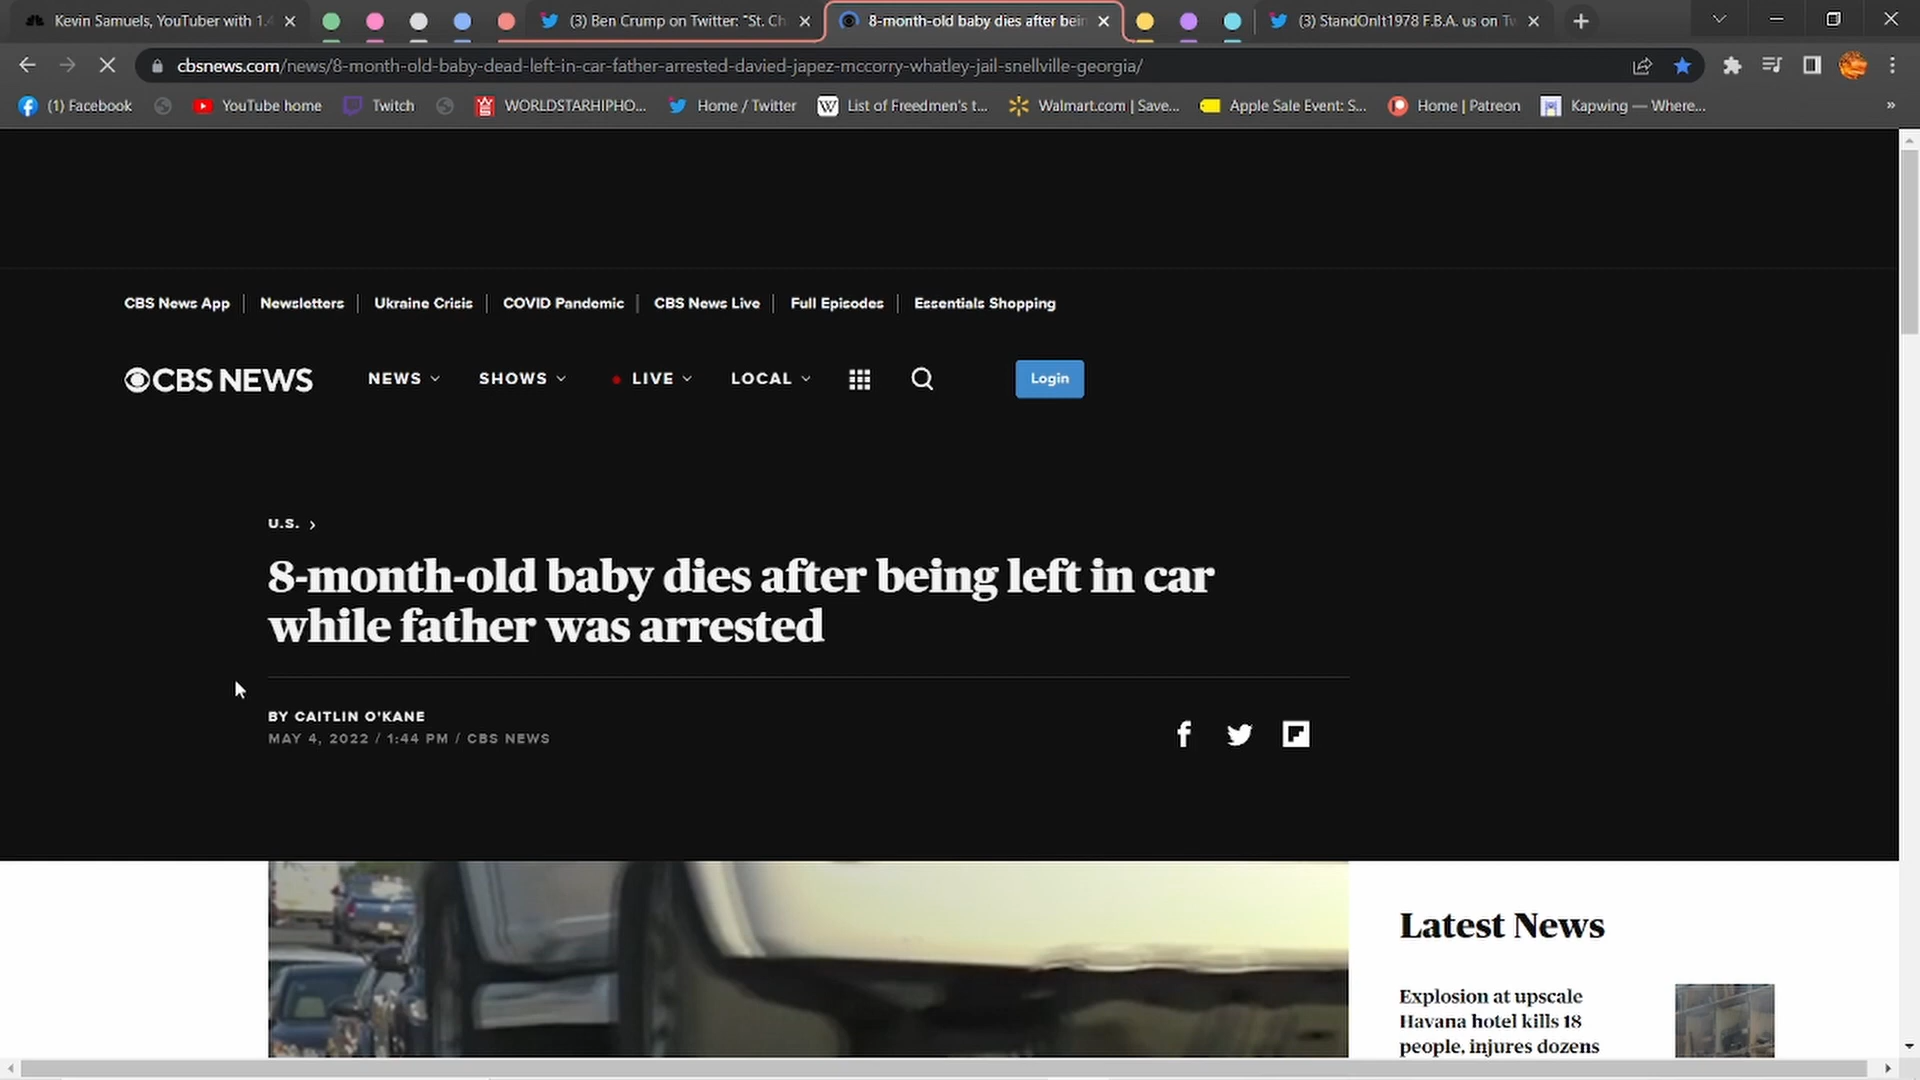 Kevin Samuels, YouTuber with 1.4
(3) Ben Crump on Twitter: "St. Ch
8-month-old baby dies after bein
(3) StandOnIt1978 F.B.A. us on Tw
cbsnews.com/news/8-month-old-baby-dead-left-in-car-father-arrested-davied-japez-mccorry-whatley-jail-snellville-georgia/
(1) Facebook
YouTube home
Twitch
WORLDSTARHIPHO...
Home / Twitter
List of Freedmen's t...
Walmart.com | Save...
Apple Sale Event: S...
Home | Patreon
Kapwing — Where...
»
CBS News App
Newsletters
Ukraine Crisis
COVID Pandemic
CBS News Live
Full Episodes
Essentials Shopping
CBS NEWS
NEWS
SHOWS
LIVE
LOCAL
Login
U.S. ›
8-month-old baby dies after being left in car
while father was arrested
BY CAITLIN O'KANE
MAY 4, 2022 / 1:44 PM / CBS NEWS
Latest News
Explosion at upscale
Havana hotel kills 18
people, injures dozens